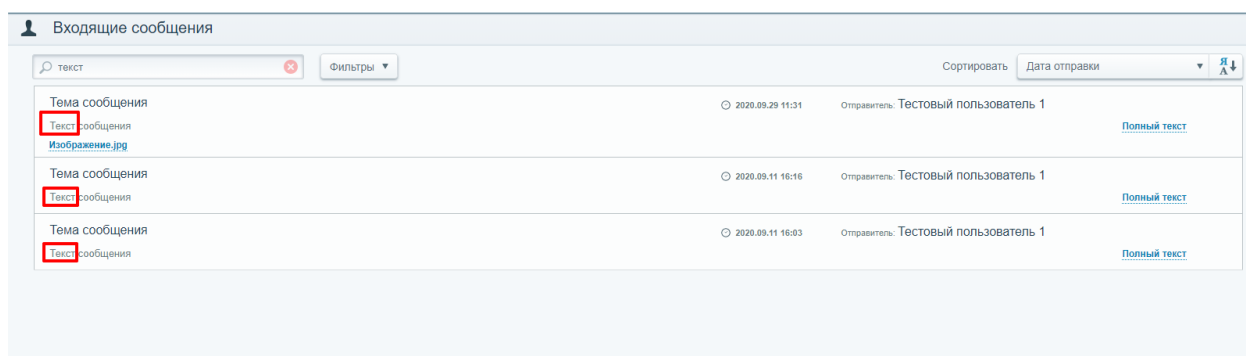 Входящие сообщения
текст Фильтры Сортировать Дата отправки Я А
Тема сообщения 2020.09.29 11:31 Отправитель: Тестовый пользователь 1
Текст сообщения Полный текст
Изображение.jpg
Тема сообщения 2020.09.11 16:16 Отправитель: Тестовый пользователь 1
Текст сообщения Полный текст
Тема сообщения 2020.09.11 16:03 Отправитель: Тестовый пользователь 1
Текст сообщения Полный текст